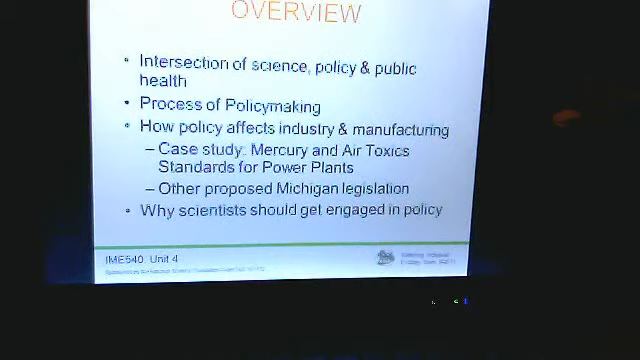 OVERVIEW
• Intersection of science, policy & public
health
• Process of Policymaking
• How policy affects industry & manufacturing
– Case study: Mercury and Air Toxics
Standards for Power Plants
– Other proposed Michigan legislation
• Why scientists should get engaged in policy
IME540 Unit 4